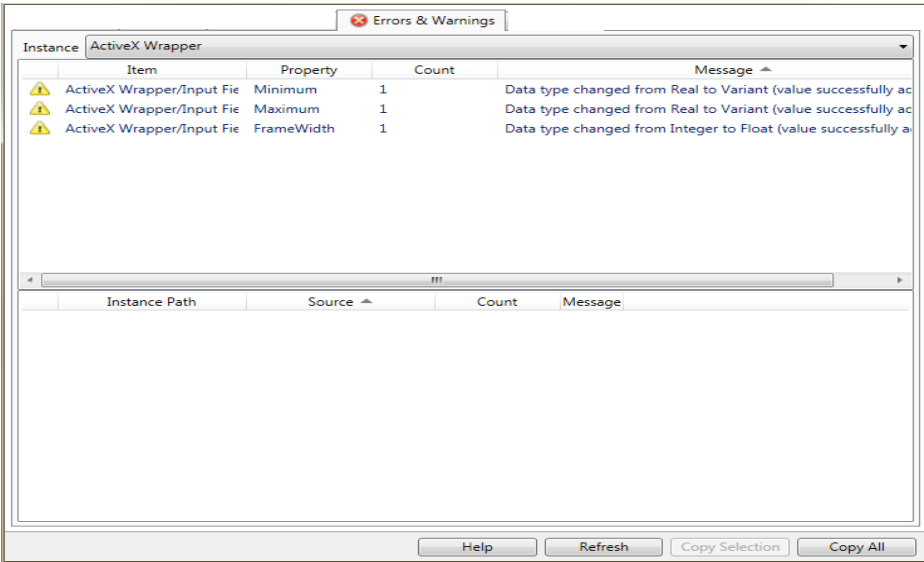 Errors & Warnings
Instance ActiveX Wrapper
Item Property Count Message
ActiveX Wrapper/Input Fie Minimum 1 Data type changed from Real to Variant (value successfully ac
ActiveX Wrapper/Input Fie Maximum 1 Data type changed from Real to Variant (value successfully ac
ActiveX Wrapper/Input Fie FrameWidth 1 Data type changed from Integer to Float (value successfully a
Instance Path Source Count Message
Help Refresh Copy Selection Copy All